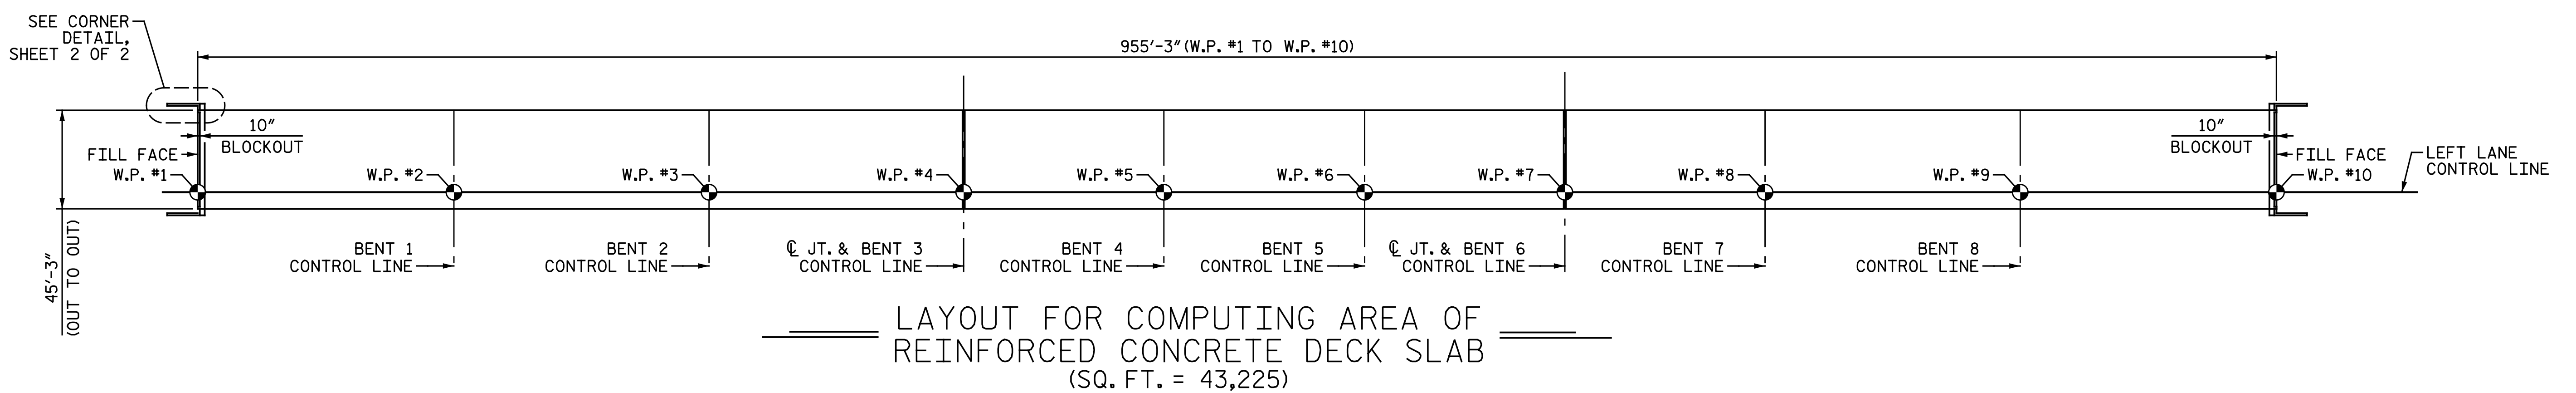 SEE CORNER
DETAIL,
SHEET 2 OF 2
955'-3" (W.P. #1 TO W.P. #10)
10"
BLOCKOUT
FILL FACE
W.P. #1
W.P. #2
W.P. #3
W.P. #4
W.P. #5
W.P. #6
W.P. #7
W.P. #8
W.P. #9
10"
BLOCKOUT
FILL FACE
W.P. #10
LEFT LANE
CONTROL LINE
45'-3"
(OUT TO OUT)
BENT 1
CONTROL LINE
BENT 2
CONTROL LINE
℄ JT. & BENT 3
CONTROL LINE
BENT 4
CONTROL LINE
BENT 5
CONTROL LINE
℄ JT. & BENT 6
CONTROL LINE
BENT 7
CONTROL LINE
BENT 8
CONTROL LINE
LAYOUT FOR COMPUTING AREA OF
REINFORCED CONCRETE DECK SLAB
(SQ. FT. = 43,225)